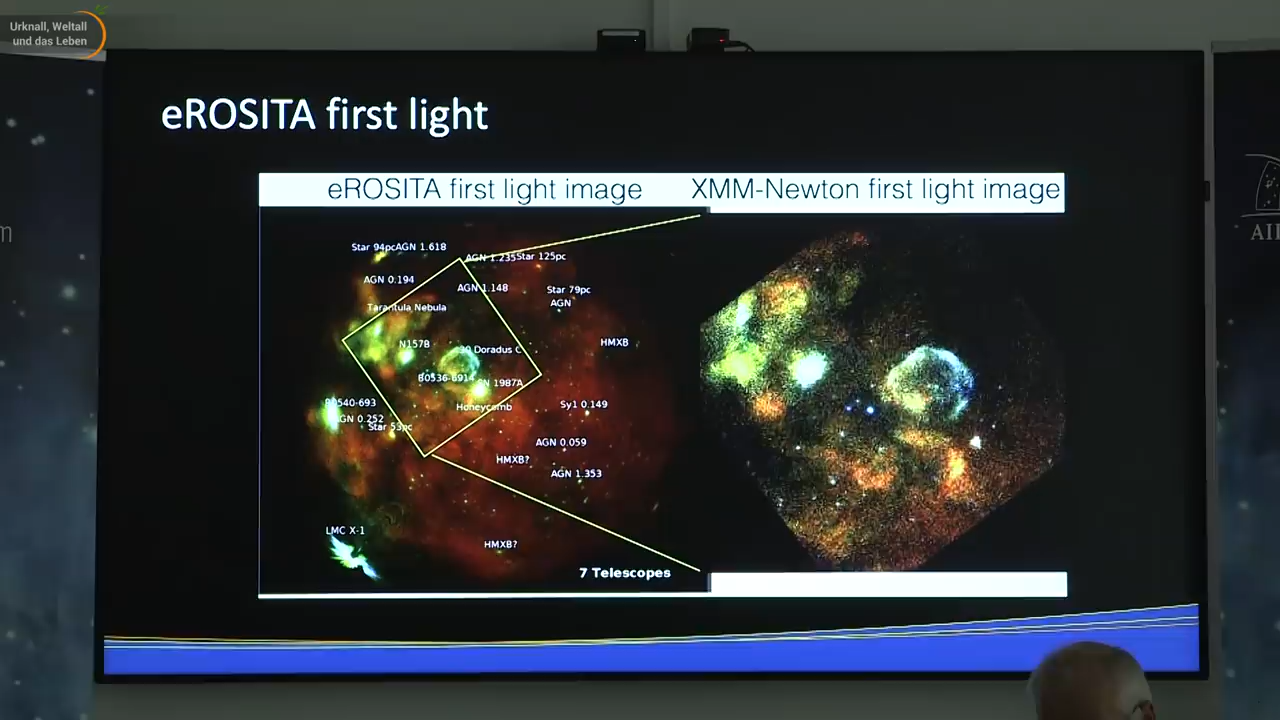 Urknall, Weltall
und das Leben
eROSITA first light
eROSITA first light image
XMM-Newton first light image
Star 94pc
AGN 1.618
AGN 1.235
Star 125pc
AGN 0.194
AGN 1.148
Star 79pc
AGN
Tarantula Nebula
N157B
30 Doradus C
HMXB
B0536-6914
SN 1987A
Honeycomb
Sy1 0.149
AGN 0.252
Star 53pc
AGN 0.059
HMXB?
AGN 1.353
LMC X-1
HMXB?
7 Telescopes